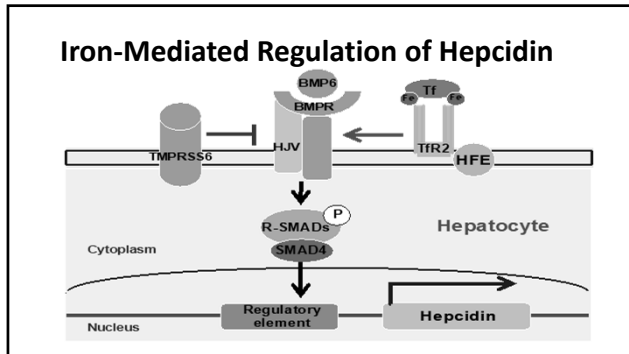 Iron-Mediated Regulation of Hepcidin
BMP6
BMPR
Tf
Fe
Fe
TMPRSS6
HJV
TfR2
HFE
P
R-SMADs
SMAD4
Hepatocyte
Cytoplasm
Regulatory
element
Hepcidin
Nucleus